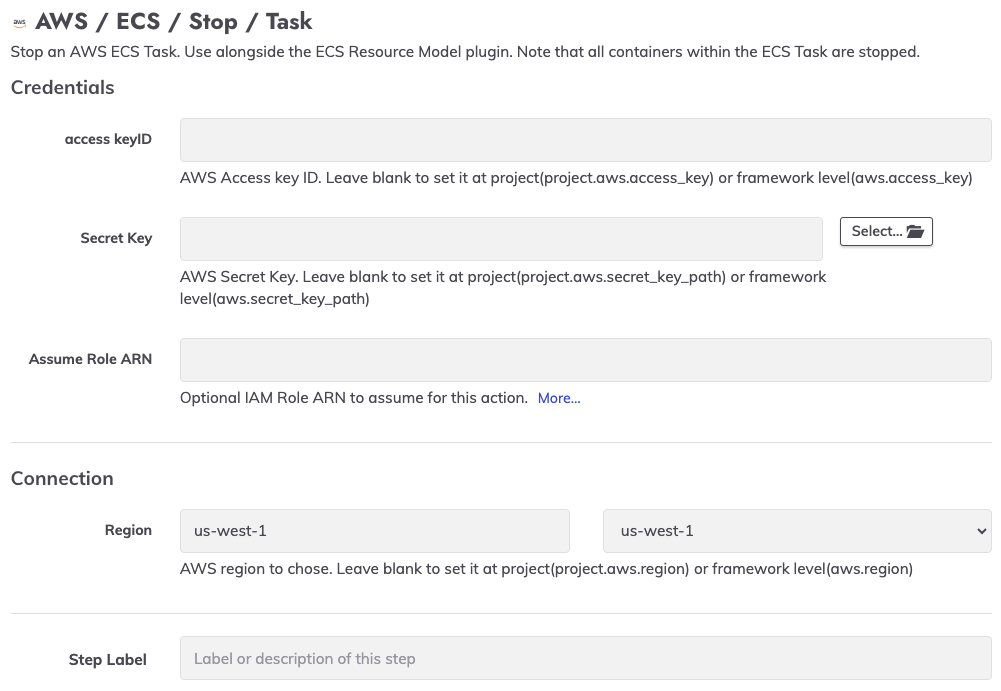 aws AWS / ECS / Stop / Task
Stop an AWS ECS Task. Use alongside the ECS Resource Model plugin. Note that all containers within the ECS Task are stopped.
Credentials
access keyID
AWS Access key ID. Leave blank to set it at project(project.aws.access_key) or framework level(aws.access_key)
Secret Key
Select...
AWS Secret Key. Leave blank to set it at project(project.aws.secret_key_path) or framework
level(aws.secret_key_path)
Assume Role ARN
Optional IAM Role ARN to assume for this action. More...
Connection
Region us-west-1 us-west-1
AWS region to chose. Leave blank to set it at project(project.aws.region) or framework level(aws.region)
Step Label Label or description of this step